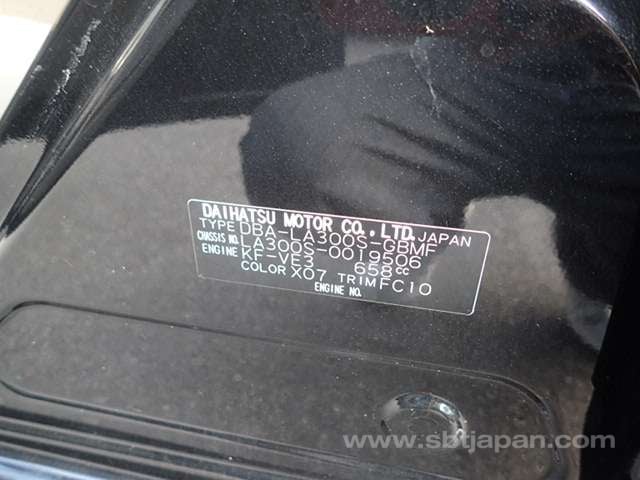 DAIHATSU MOTOR CO., LTD. JAPAN
TYPE DBA-LA300S-GBMF
CHASSIS NO. LA300S-0019506
ENGINE KF-VE3 658cc
COLOR X07 TRIM FC10
ENGINE NO.
www.sbtjapan.com